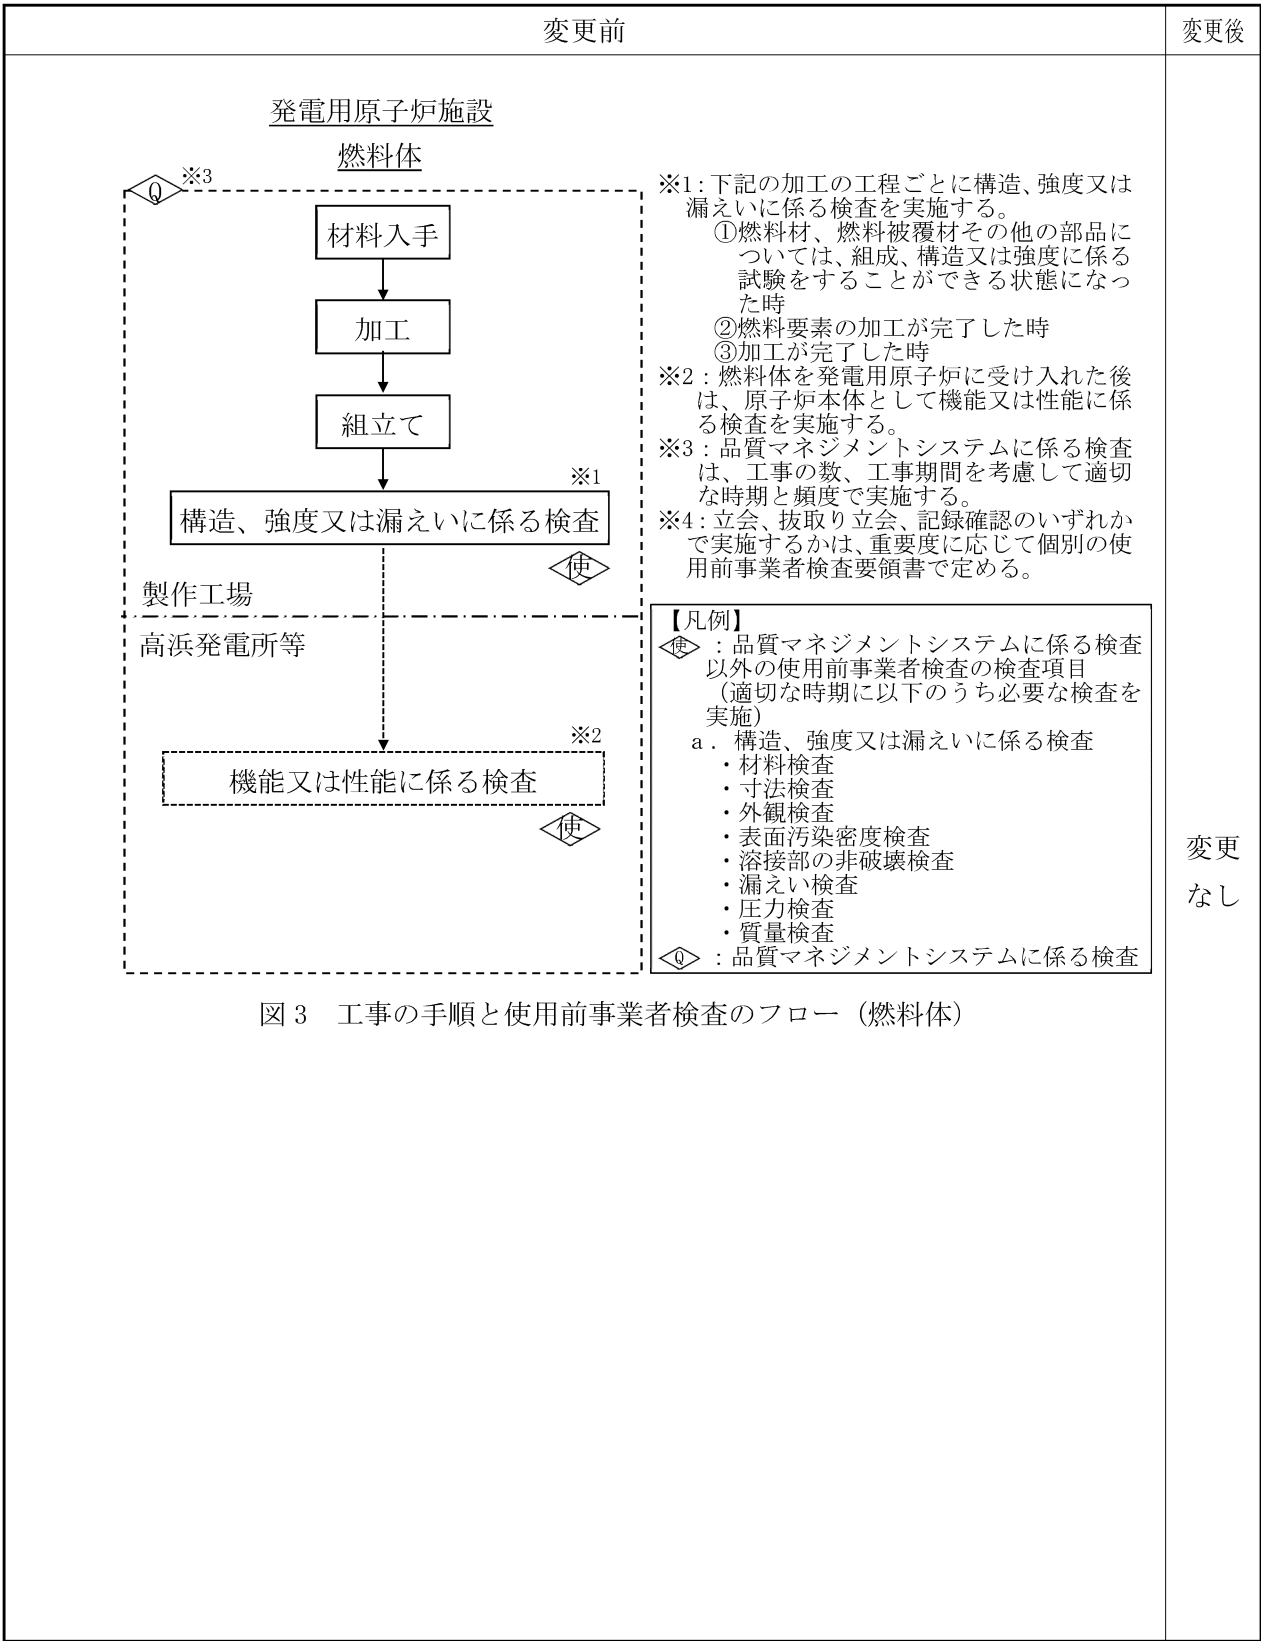 変更前
変更後
発電用原子炉施設
燃料体
Q
※3
材料入手
加工
組立て
※1
構造、強度又は漏えいに係る検査
使
製作工場
高浜発電所等
※2
機能又は性能に係る検査
使
※1:下記の加工の工程ごとに構造、強度又は
漏えいに係る検査を実施する。
①燃料材、燃料被覆材その他の部品に
ついては、組成、構造又は強度に係る
試験をすることができる状態になっ
た時
②燃料要素の加工が完了した時
③加工が完了した時
※2:燃料体を発電用原子炉に受け入れた後
は、原子炉本体として機能又は性能に係
る検査を実施する。
※3:品質マネジメントシステムに係る検査
は、工事の数、工事期間を考慮して適切
な時期と頻度で実施する。
※4:立会、抜取り立会、記録確認のいずれか
で実施するかは、重要度に応じて個別の使
用前事業者検査要領書で定める。
【凡例】
使 :品質マネジメントシステムに係る検査
以外の使用前事業者検査の検査項目
(適切な時期に以下のうち必要な検査を
実施)
a.構造、強度又は漏えいに係る検査
・材料検査
・寸法検査
・外観検査
・表面汚染密度検査
・溶接部の非破壊検査
・漏えい検査
・圧力検査
・質量検査
Q :品質マネジメントシステムに係る検査
変更
なし
図3 工事の手順と使用前事業者検査のフロー(燃料体)